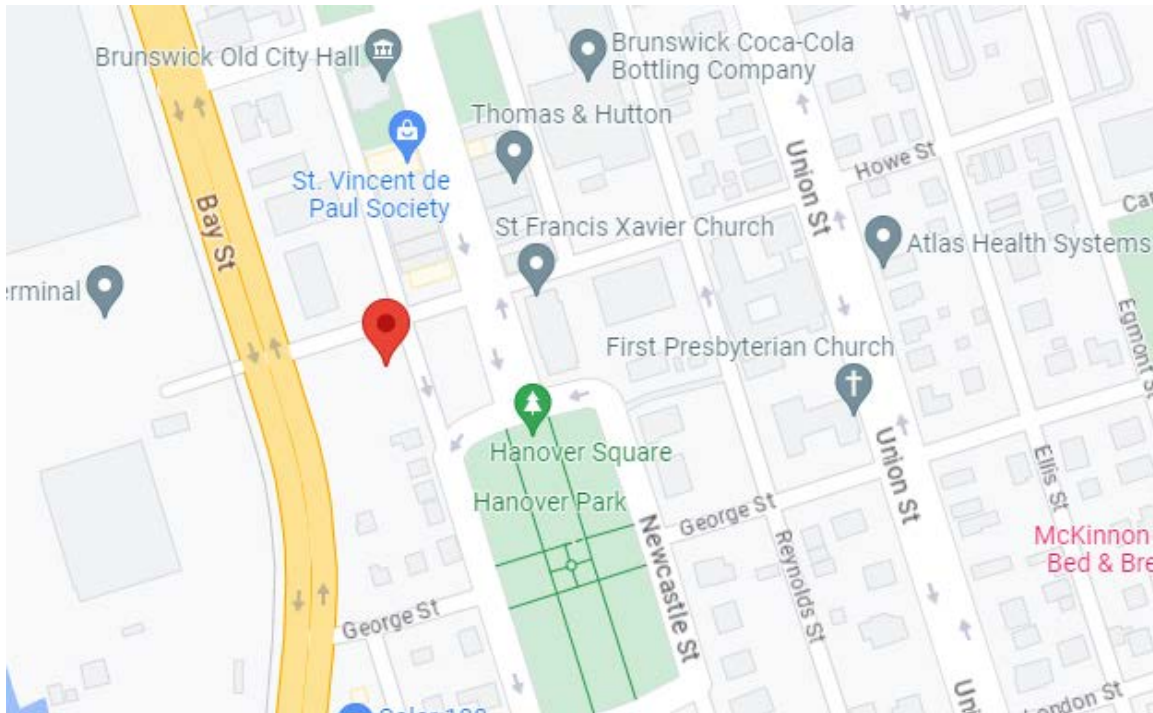 Brunswick Old City Hall
Brunswick Coca-Cola
Bottling Company
Thomas & Hutton
Union St
Howe St
St. Vincent de
Paul Society
Bay St
St Francis Xavier Church
Atlas Health Systems
erminal
Egmont St
First Presbyterian Church
Hanover Square
Union St
Ellis St
Hanover Park
George St
Newcastle St
Reynolds St
McKinnon
Bed & Bre
George St